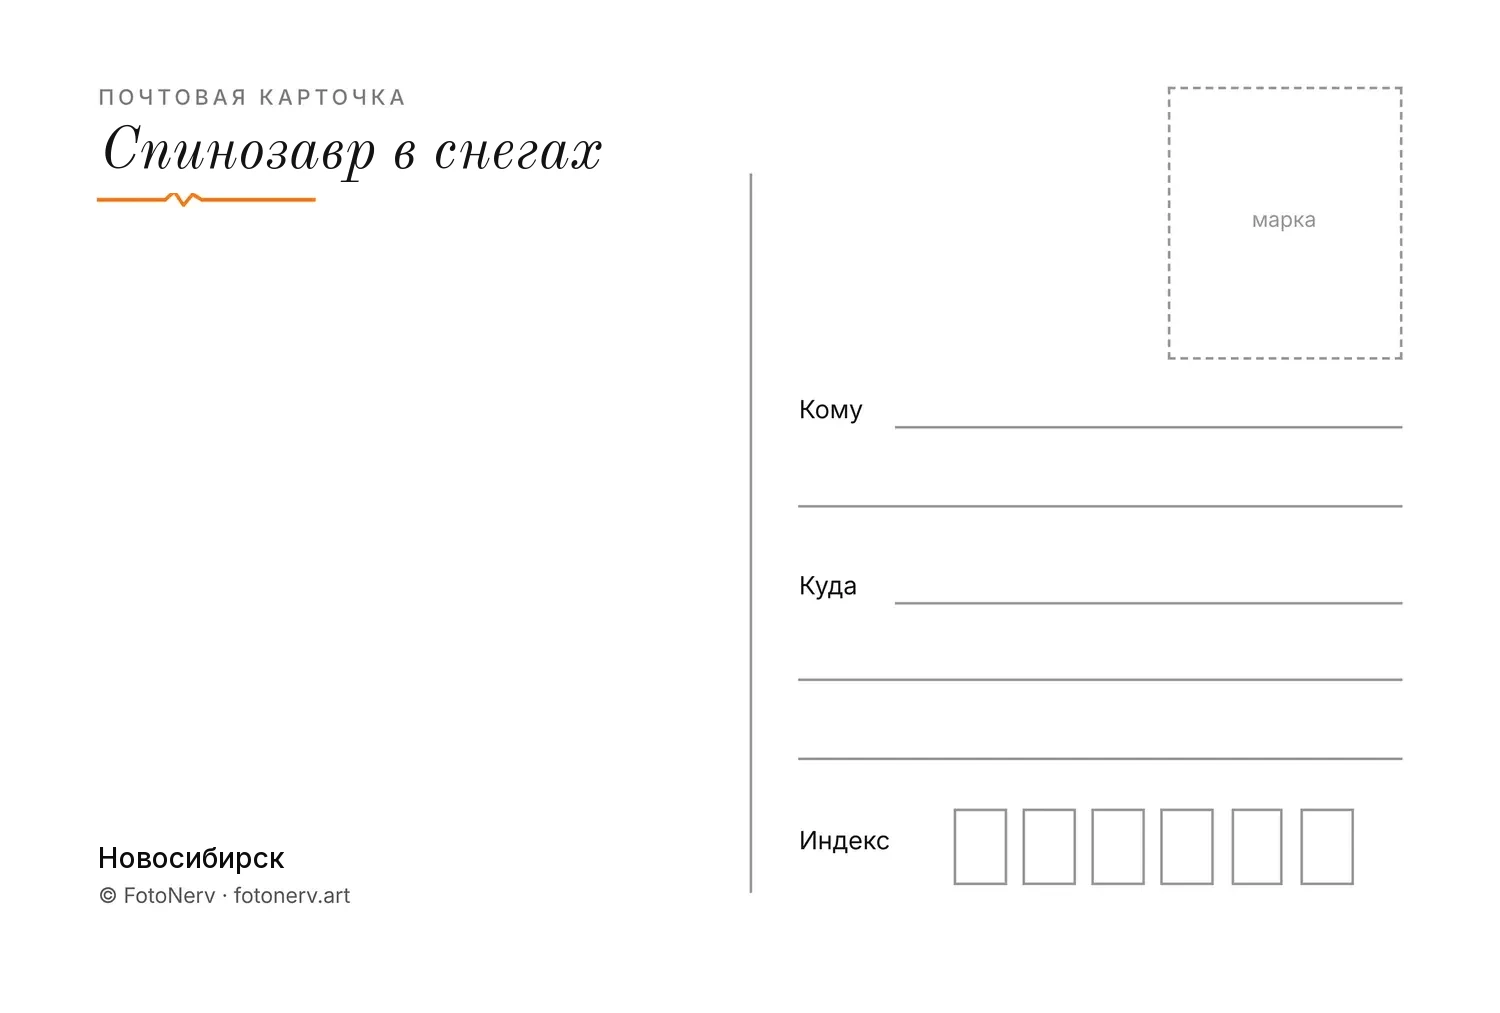 ПОЧТОВАЯ КАРТОЧКА
Спинозавр в снегах
марка
Кому
Куда
Индекс
Новосибирск
© FotoNerv · fotonerv.art